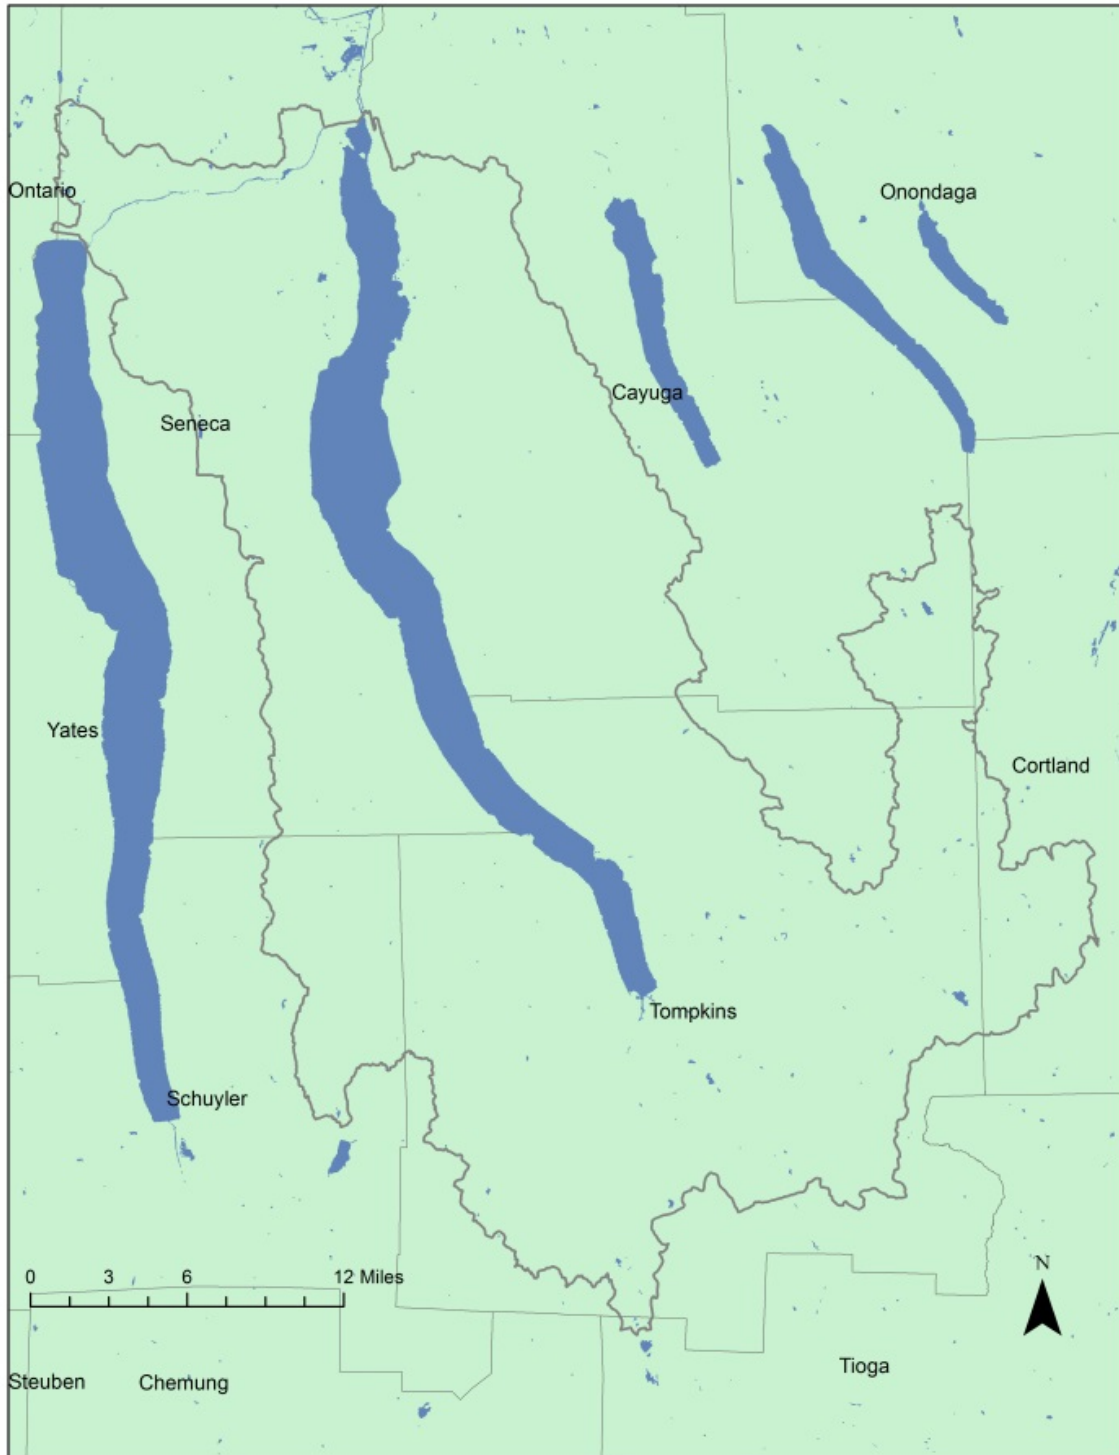 Ontario
Onondaga
Cayuga
Seneca
Yates
Cortland
Tompkins
Schuyler
N
0 3 6 12 Miles
Tioga
Steuben Chemung